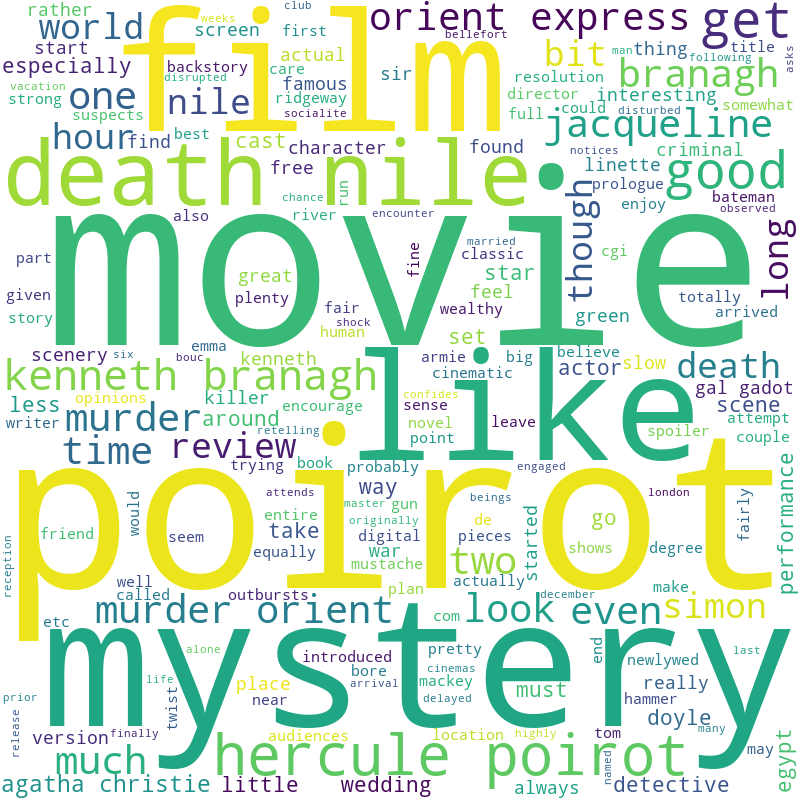 rather
weeks
club
film
bellefort
orient express
get
world
screen
first
start
actual
bit
man
thing
title
following
asks
especially
backstory
care
sir
branagh
vacation
disrupted
famous
resolution
one
nile
strong
socialite
ridgeway
director
interesting
suspects
full
could
disturbed
somewhat
hour
find
best
cast
character
found
jacqueline
free
linette
criminal
death nile
run
good
prologue
bateman
chance
enjoy
observed
also
river
encounter
movie
though
long
part
married
classic
cgi
fine
great
star
given
plenty
feel
totally
fair
wealthy
arrived
story
human
shock
green
set
emma
scenery
six
bouc
kenneth
armie
big
believe
like
slow
death
kenneth branagh
cinematic
actor
gal gadot
opinions
killer
confides
less
murder
around
encourage
sense
leave
scene
writer
novel
attempt
time
review
retelling
point
spoiler
couple
poirot
trying
book
probably
engaged
performance
attends
way
gun
master
beings
london
entire
originally
de
friend
would
seem
take
digital
pieces
started
go
fairly
equally
war
two
shows
degree
reception
mustache
well
actually
called
outbursts
plan
december
make
murder orient
com
look
even
simon
etc
mystery
alone
introduced
pretty
end
last
life
bore
cinemas
newlywed
place
near
mackey
must
really
prior
arrival
delayed
hammer
twist
release
version
finally
audiences
location
highly
tom
doyle
many
may
much
hercule poirot
named
egypt
agatha christie
little
wedding
always
detective